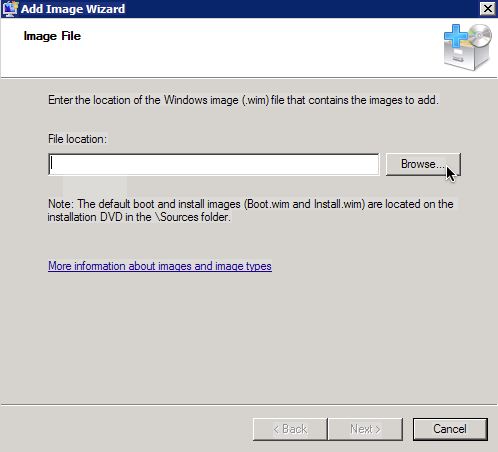 Add Image Wizard
Image File
Enter the location of the Windows image (.wim) file that contains the images to add.
File location:
Browse...
Note: The default boot and install images (Boot.wim and Install.wim) are located on the
installation DVD in the \Sources folder.
More information about images and image types
< Back
Next >
Cancel